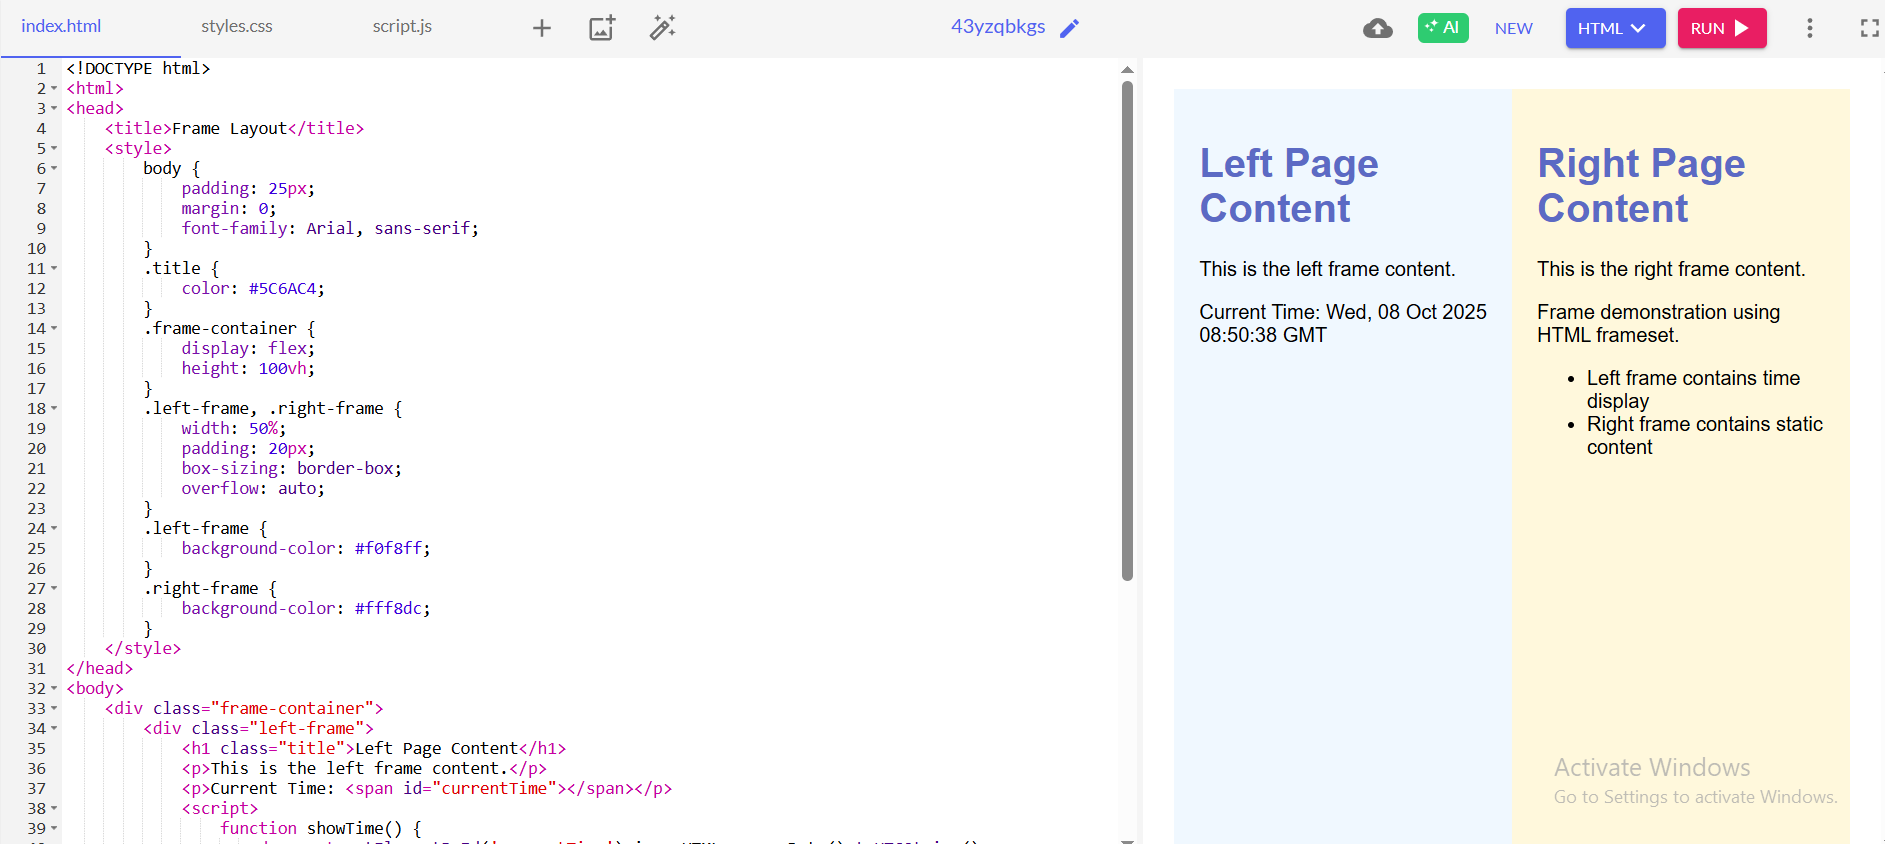 index.html styles.css script.js 43yzqbkgs AI NEW HTML RUN
1 <!DOCTYPE html>
2 <html>
3 <head>
4 <title>Frame Layout</title>
5 <style>
6 body {
7 padding: 25px;
8 margin: 0;
9 font-family: Arial, sans-serif;
10 }
11 .title {
12 color: #5C6AC4;
13 }
14 .frame-container {
15 display: flex;
16 height: 100vh;
17 }
18 .left-frame, .right-frame {
19 width: 50%;
20 padding: 20px;
21 box-sizing: border-box;
22 overflow: auto;
23 }
24 .left-frame {
25 background-color: #f0f8ff;
26 }
27 .right-frame {
28 background-color: #fff8dc;
29 }
30 </style>
31 </head>
32 <body>
33 <div class="frame-container">
34 <div class="left-frame">
35 <h1 class="title">Left Page Content</h1>
36 <p>This is the left frame content.</p>
37 <p>Current Time: <span id="currentTime"></span></p>
38 <script>
39 function showTime() {
Left Page
Content
This is the left frame content.
Current Time: Wed, 08 Oct 2025
08:50:38 GMT
Right Page
Content
This is the right frame content.
Frame demonstration using
HTML frameset.
• Left frame contains time
display
• Right frame contains static
content
Activate Windows
Go to Settings to activate Windows.